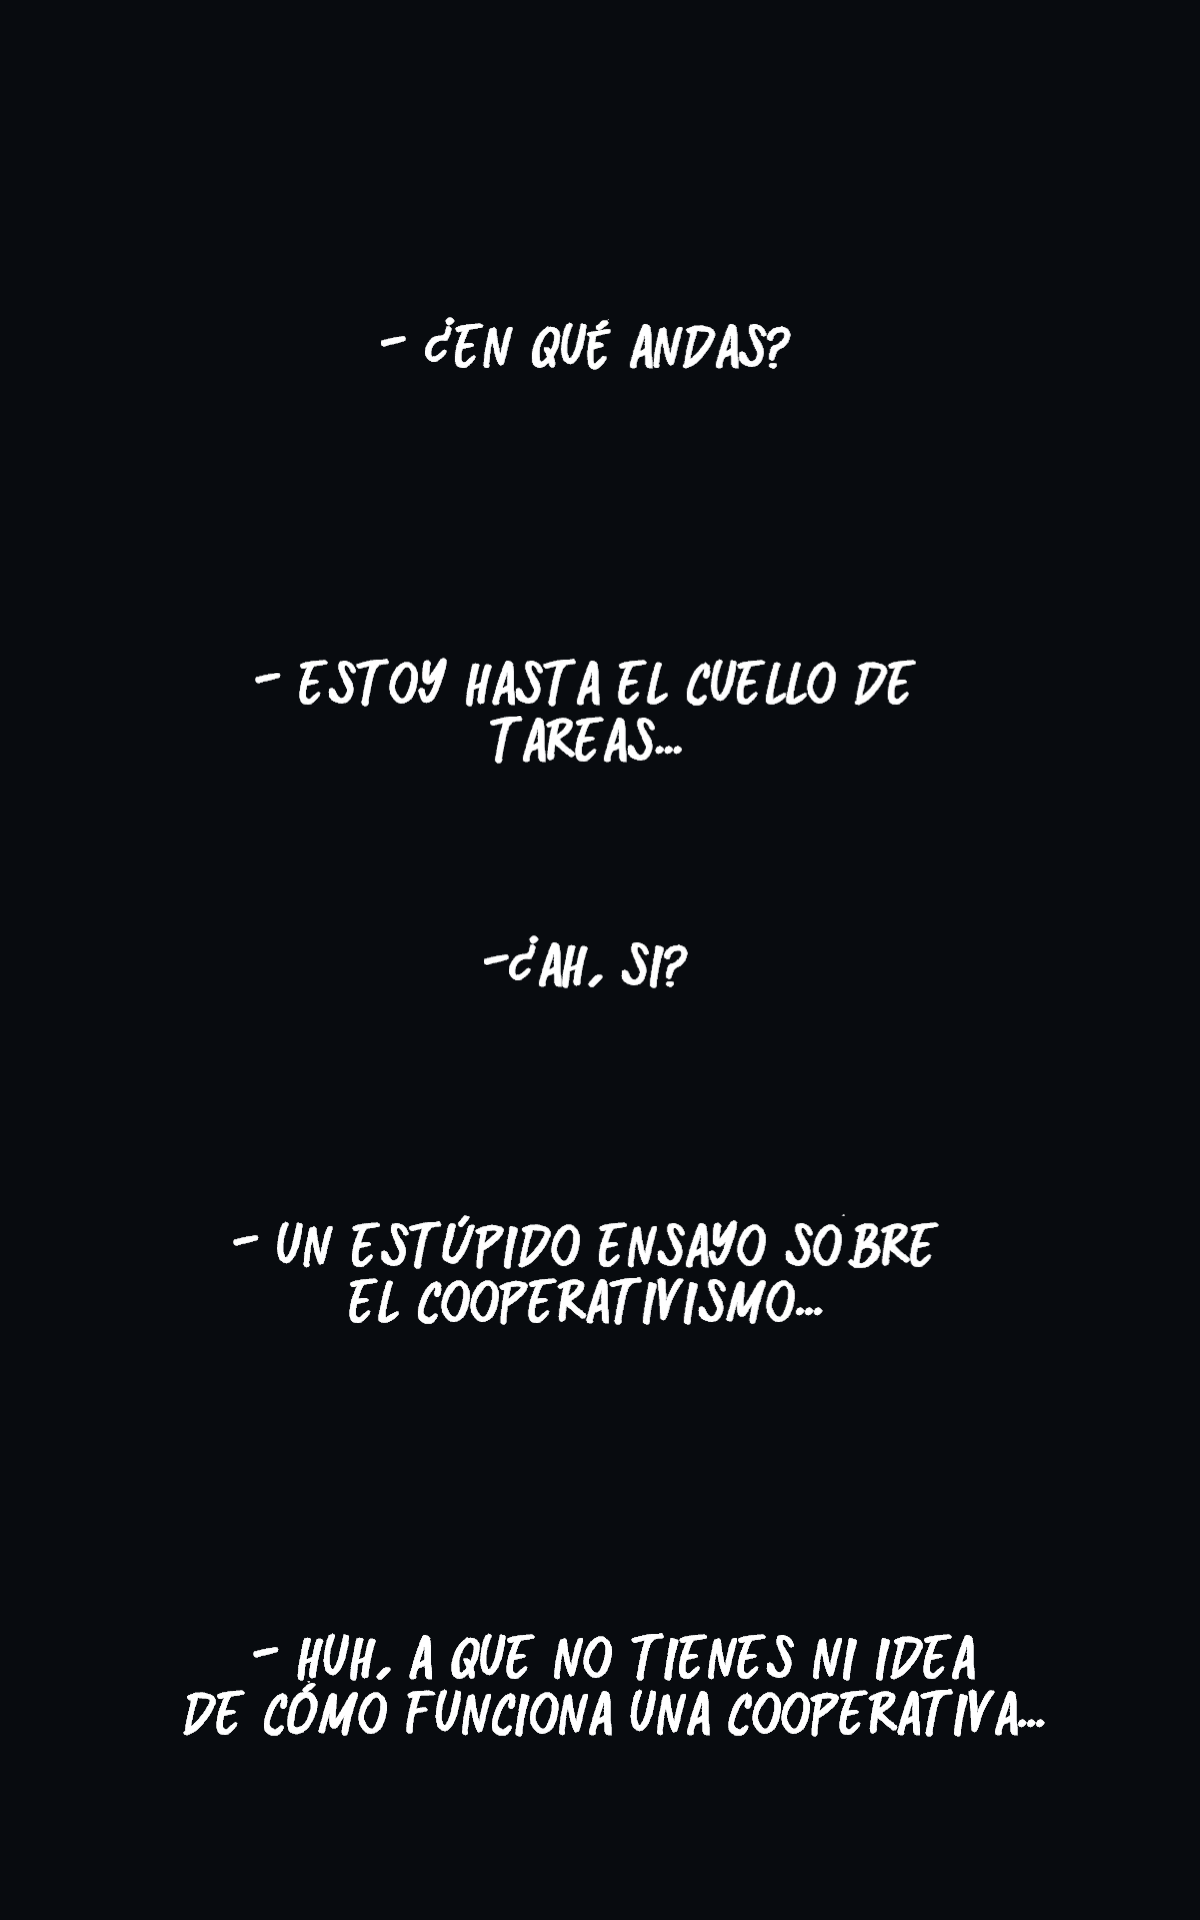 - ¿EN QUÉ ANDAS?
- ESTOY HASTA EL CUELLO DE
TAREAS...
-¿AH, SI?
- UN ESTÚPIDO ENSAYO SOBRE
EL COOPERATIVISMO...
- HUH, A QUE NO TIENES NI IDEA
DE CÓMO FUNCIONA UNA COOPERATIVA...